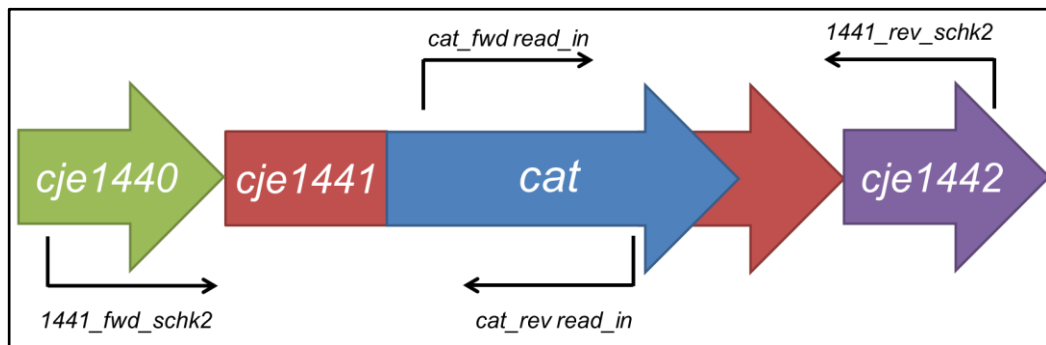 cat_fwd read_in
1441_rev_schk2
cje1440
cje1441
cat
cje1442
1441_fwd_schk2
cat_rev read_in